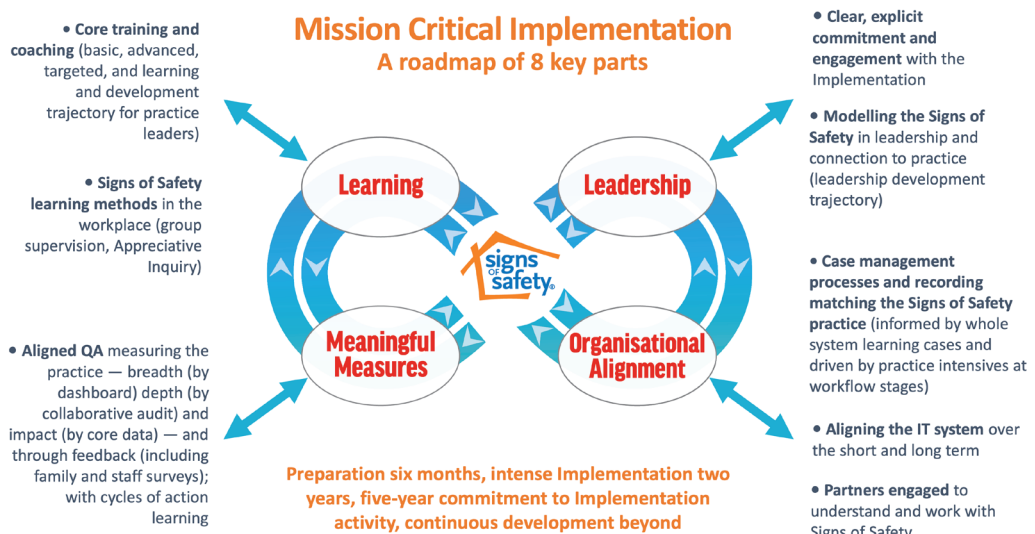 Mission Critical Implementation
A roadmap of 8 key parts
• Core training and
coaching (basic, advanced,
targeted, and learning
and development
trajectory for practice
leaders)
• Signs of Safety
learning methods in the
workplace (group
supervision, Appreciative
Inquiry)
• Aligned QA measuring the
practice — breadth (by
dashboard) depth (by
collaborative audit) and
impact (by core data) — and
through feedback (including
family and staff surveys);
with cycles of action
learning
Learning
Leadership
signs
OF
safety®
Meaningful
Measures
Organisational
Alignment
• Clear, explicit
commitment and
engagement with the
Implementation
• Modelling the Signs of
Safety in leadership and
connection to practice
(leadership development
trajectory)
• Case management
processes and recording
matching the Signs of Safety
practice (informed by whole
system learning cases and
driven by practice intensives at
workflow stages)
• Aligning the IT system over
the short and long term
• Partners engaged to
understand and work with
Signs of Safety
Preparation six months, intense Implementation two
years, five-year commitment to Implementation
activity, continuous development beyond